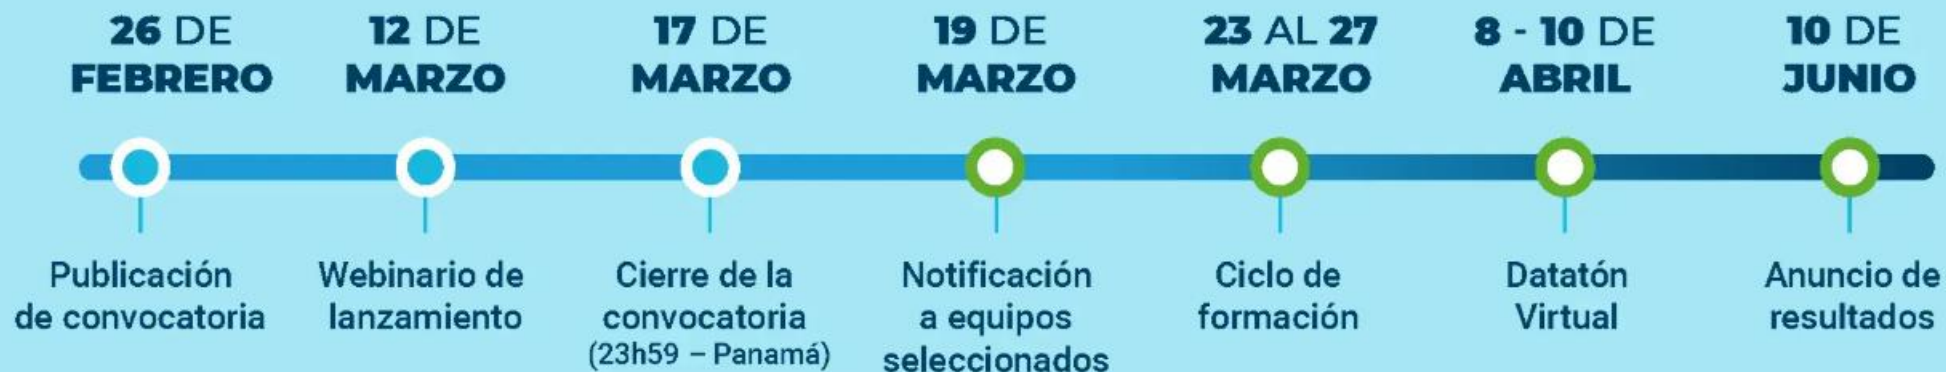 26 DE
FEBRERO
12 DE
MARZO
17 DE
MARZO
19 DE
MARZO
23 AL 27
MARZO
8 - 10 DE
ABRIL
10 DE
JUNIO
Publicación
de convocatoria
Webinario de
lanzamiento
Cierre de la
convocatoria
(23h59 – Panamá)
Notificación
a equipos
seleccionados
Ciclo de
formación
Datatón
Virtual
Anuncio de
resultados